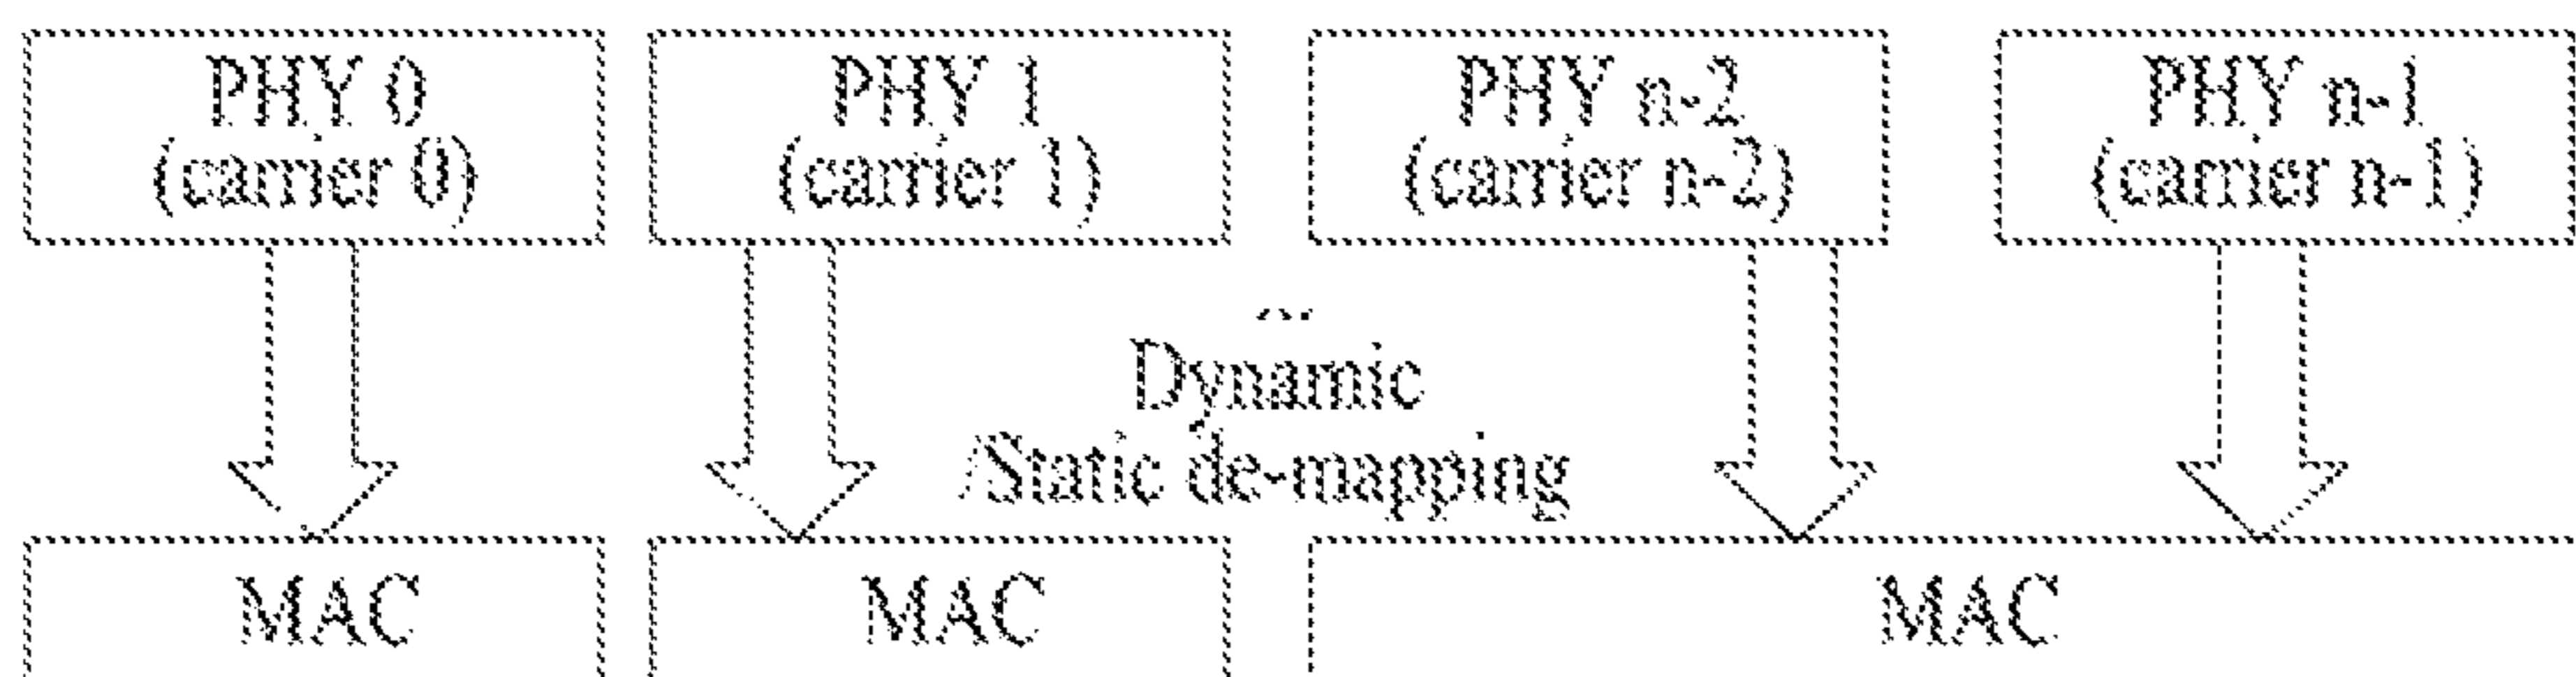 PHY 0
(carrier 0)
PHY 1
(carrier 1)
PHY n-2
(carrier n-2)
PHY n-1
(carrier n-1)
...
Dynamic
/Static de-mapping
MAC
MAC
MAC